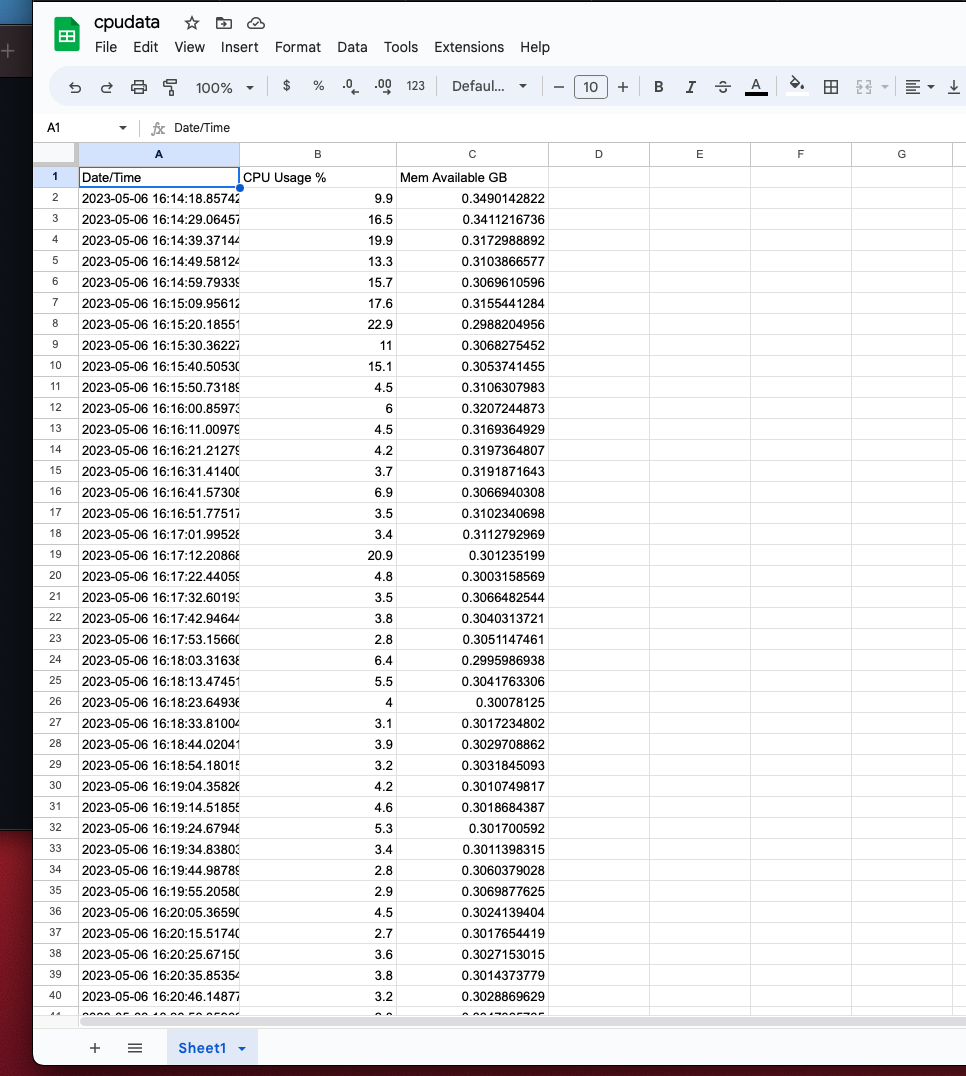 cpudata
File Edit View Insert Format Data Tools Extensions Help
100% $ % .0 .00 123 Defaul... 10 B I A
A1 fx Date/Time
A B C D E F G
1 Date/Time CPU Usage % Mem Available GB
2 2023-05-06 16:14:18.85742 9.9 0.3490142822
3 2023-05-06 16:14:29.06457 16.5 0.3411216736
4 2023-05-06 16:14:39.37144 19.9 0.3172988892
5 2023-05-06 16:14:49.58124 13.3 0.3103866577
6 2023-05-06 16:14:59.79339 15.7 0.3069610596
7 2023-05-06 16:15:09.95612 17.6 0.3155441284
8 2023-05-06 16:15:20.18551 22.9 0.2988204956
9 2023-05-06 16:15:30.36227 11 0.3068275452
10 2023-05-06 16:15:40.50530 15.1 0.3053741455
11 2023-05-06 16:15:50.73189 4.5 0.3106307983
12 2023-05-06 16:16:00.85973 6 0.3207244873
13 2023-05-06 16:16:11.00979 4.5 0.3169364929
14 2023-05-06 16:16:21.21279 4.2 0.3197364807
15 2023-05-06 16:16:31.41400 3.7 0.3191871643
16 2023-05-06 16:16:41.57308 6.9 0.3066940308
17 2023-05-06 16:16:51.77517 3.5 0.3102340698
18 2023-05-06 16:17:01.99528 3.4 0.3112792969
19 2023-05-06 16:17:12.20868 20.9 0.301235199
20 2023-05-06 16:17:22.44059 4.8 0.3003158569
21 2023-05-06 16:17:32.60193 3.5 0.3066482544
22 2023-05-06 16:17:42.94644 3.8 0.3040313721
23 2023-05-06 16:17:53.15660 2.8 0.3051147461
24 2023-05-06 16:18:03.31638 6.4 0.2995986938
25 2023-05-06 16:18:13.47451 5.5 0.3041763306
26 2023-05-06 16:18:23.64936 4 0.30078125
27 2023-05-06 16:18:33.81004 3.1 0.3017234802
28 2023-05-06 16:18:44.02041 3.9 0.3029708862
29 2023-05-06 16:18:54.18015 3.2 0.3031845093
30 2023-05-06 16:19:04.35826 4.2 0.3010749817
31 2023-05-06 16:19:14.51855 4.6 0.3018684387
32 2023-05-06 16:19:24.67948 5.3 0.301700592
33 2023-05-06 16:19:34.83803 3.4 0.3011398315
34 2023-05-06 16:19:44.98789 2.8 0.3060379028
35 2023-05-06 16:19:55.20580 2.9 0.3069877625
36 2023-05-06 16:20:05.36590 4.5 0.3024139404
37 2023-05-06 16:20:15.51740 2.7 0.3017654419
38 2023-05-06 16:20:25.67150 3.6 0.3027153015
39 2023-05-06 16:20:35.85354 3.8 0.3014373779
40 2023-05-06 16:20:46.14877 3.2 0.3028869629
Sheet1